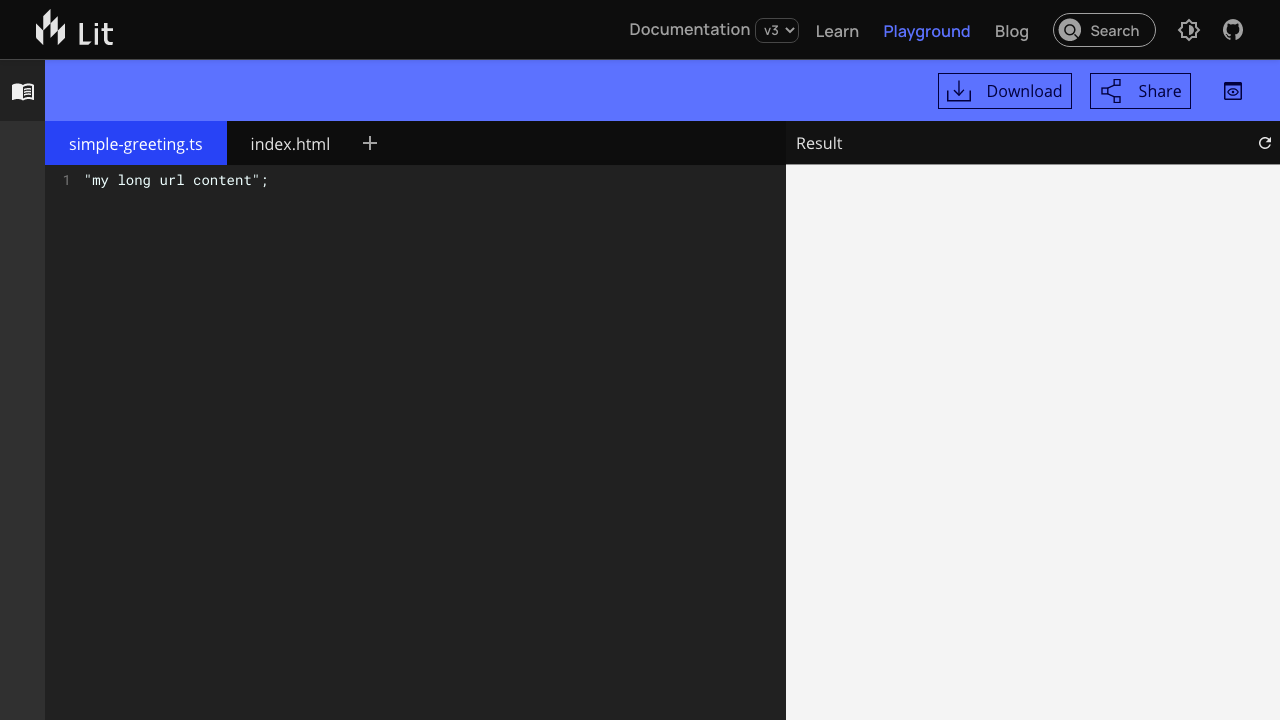 Lit
Documentation v3 Learn Playground Blog Search
Download Share
simple-greeting.ts index.html Result
1 "my long url content";